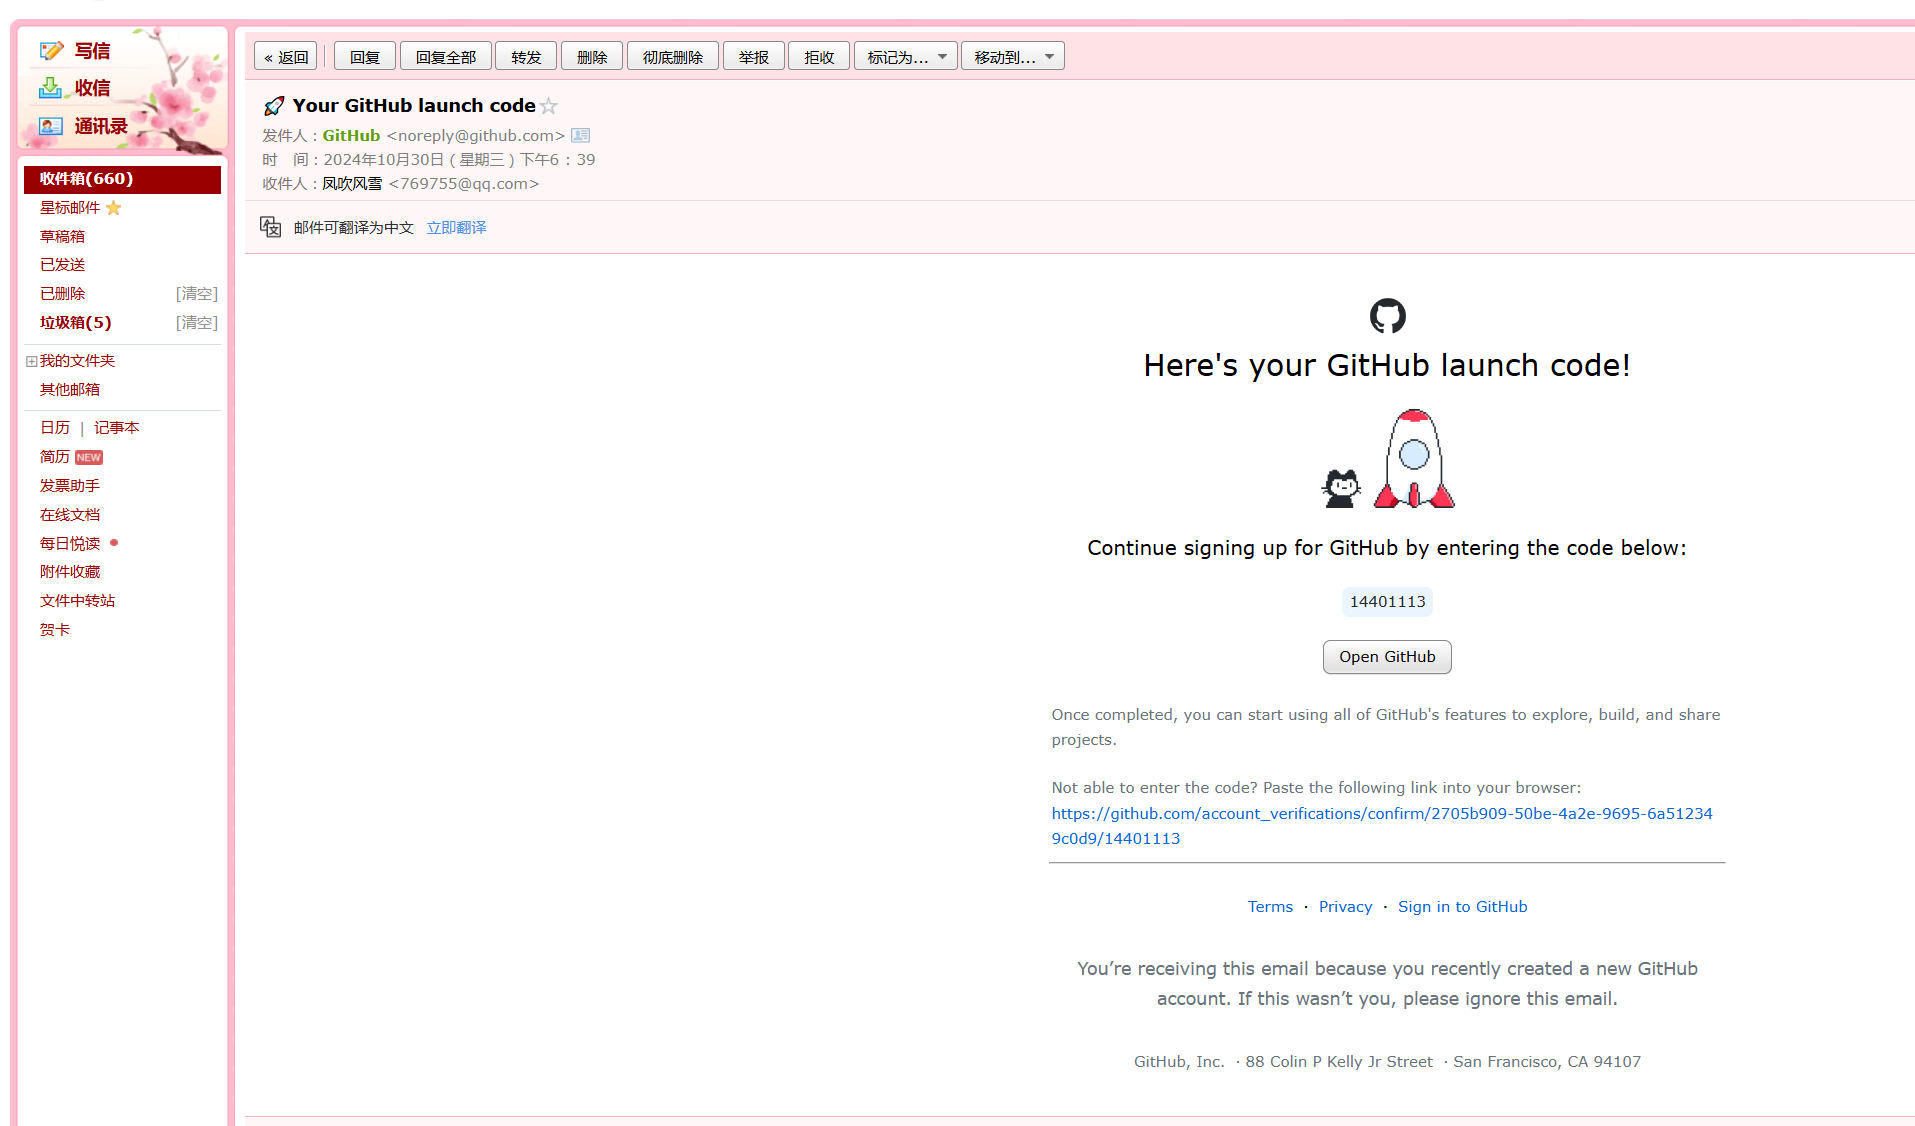 写信
收信
通讯录
收件箱(660)
星标邮件
草稿箱
已发送
已删除 [清空]
垃圾箱(5) [清空]
我的文件夹
其他邮箱
日历 | 记事本
简历 NEW
发票助手
在线文档
每日悦读
附件收藏
文件中转站
贺卡
« 返回 回复 回复全部 转发 删除 彻底删除 举报 拒收 标记为... 移动到...
🚀 Your GitHub launch code
发件人：GitHub <noreply@github.com>
时 间：2024年10月30日 (星期三) 下午6：39
收件人：凤吹风雪 <769755@qq.com>
邮件可翻译为中文 立即翻译
Here's your GitHub launch code!
Continue signing up for GitHub by entering the code below:
14401113
Open GitHub
Once completed, you can start using all of GitHub's features to explore, build, and share
projects.
Not able to enter the code? Paste the following link into your browser:
https://github.com/account_verifications/confirm/2705b909-50be-4a2e-9695-6a51234
9c0d9/14401113
Terms · Privacy · Sign in to GitHub
You’re receiving this email because you recently created a new GitHub
account. If this wasn’t you, please ignore this email.
GitHub, Inc. · 88 Colin P Kelly Jr Street · San Francisco, CA 94107